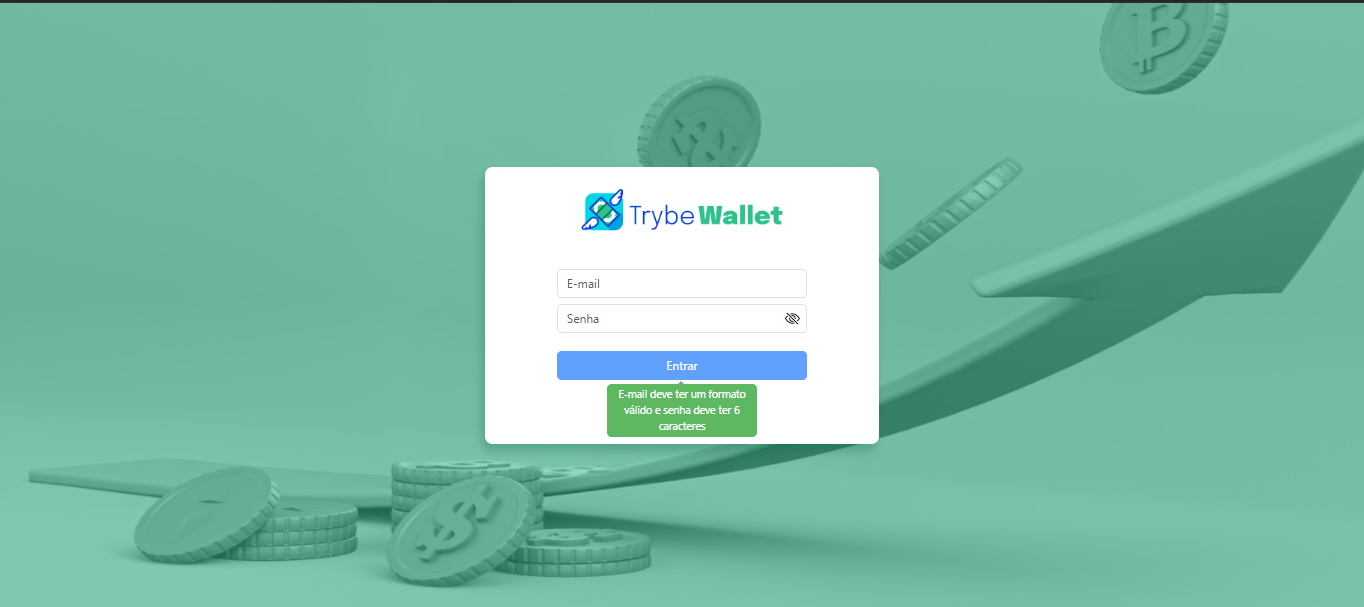 Trybe Wallet
E-mail
Senha
Entrar
E-mail deve ter um formato
válido e senha deve ter 6
caracteres